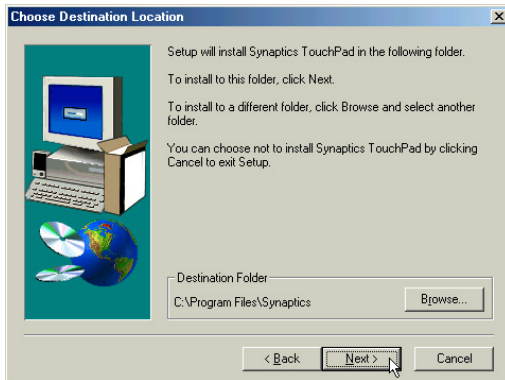 Choose Destination Location
Setup will install Synaptics TouchPad in the following folder.
To install to this folder, click Next.
To install to a different folder, click Browse and select another
folder.
You can choose not to install Synaptics TouchPad by clicking
Cancel to exit Setup.
Destination Folder
C:\Program Files\Synaptics
Browse...
< Back
Next >
Cancel